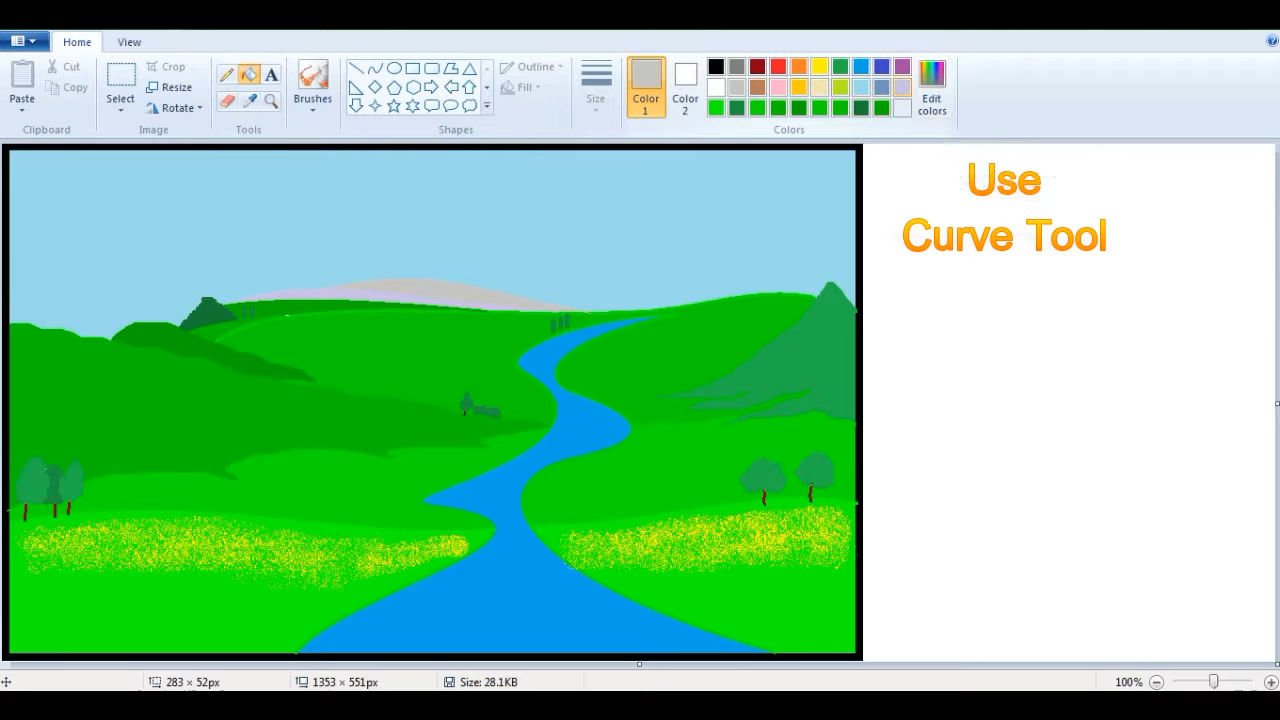 Home View
Cut
Copy
Paste
Clipboard
Select
Crop
Resize
Rotate
Image
A
Tools
Brushes
Outline
Fill
Shapes
Size
Color
1
Color
2
Edit
colors
Colors
Use
Curve Tool
283 × 52px
1353 × 551px
Size: 28.1KB
100%